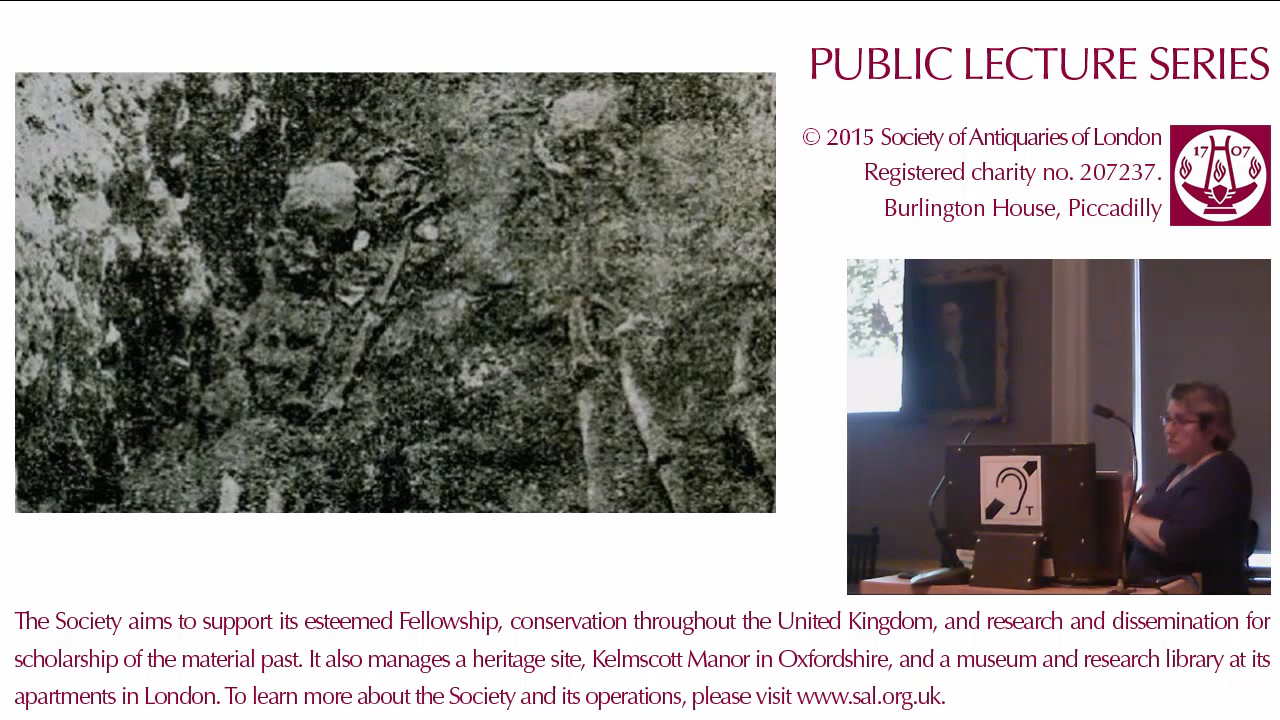 PUBLIC LECTURE SERIES
© 2015 Society of Antiquaries of London
Registered charity no. 207237.
Burlington House, Piccadilly
17 07
T
The Society aims to support its esteemed Fellowship, conservation throughout the United Kingdom, and research and dissemination for
scholarship of the material past. It also manages a heritage site, Kelmscott Manor in Oxfordshire, and a museum and research library at its
apartments in London. To learn more about the Society and its operations, please visit www.sal.org.uk.